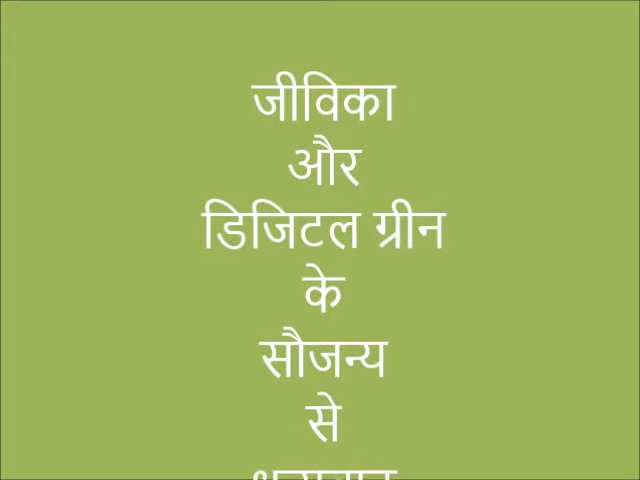 जीविका
और
डिजिटल ग्रीन
के
सौजन्य
से